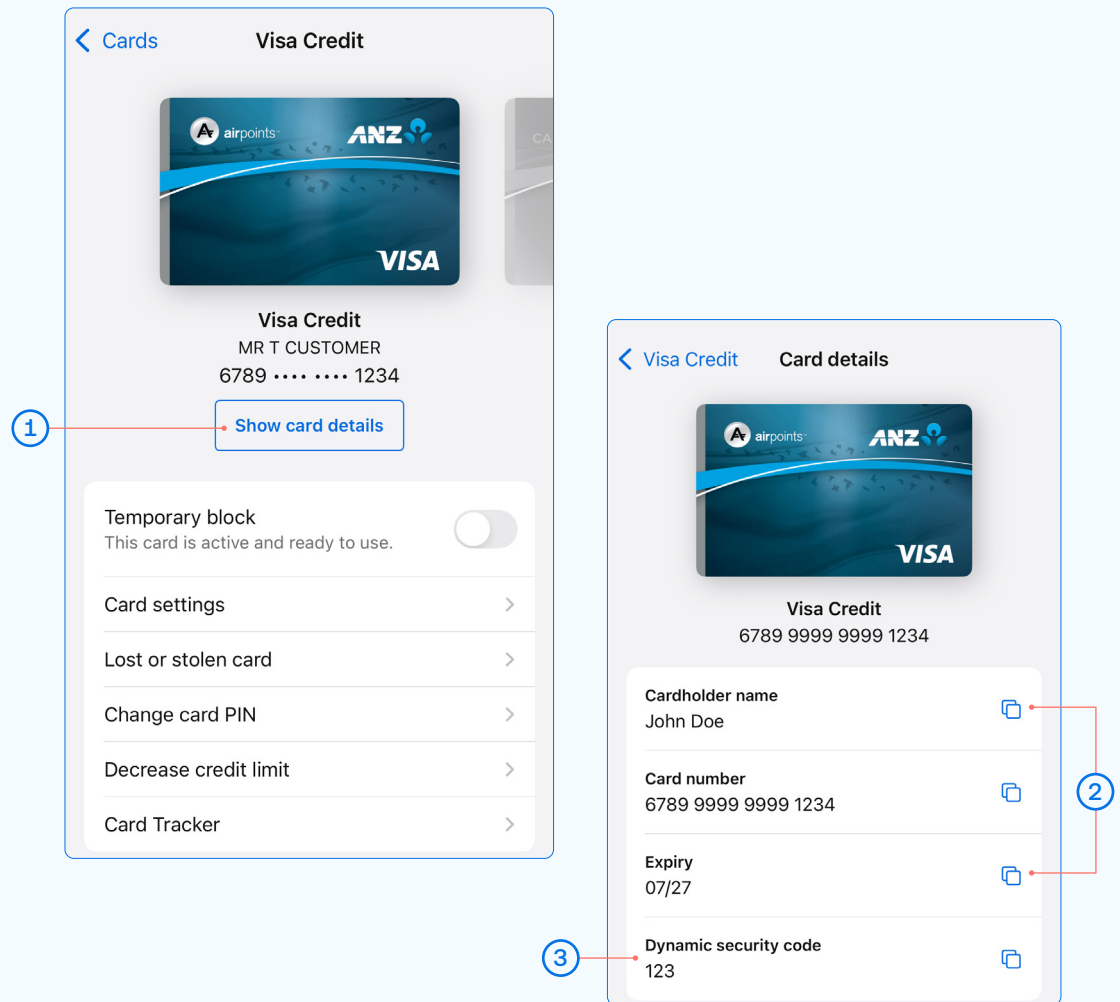 Cards
Visa Credit
airpoints™
ANZ
CA
VISA
Visa Credit
MR T CUSTOMER
6789 •••• •••• 1234
1
Show card details
Temporary block
This card is active and ready to use.
Card settings
Lost or stolen card
Change card PIN
Decrease credit limit
Card Tracker
Visa Credit
Card details
airpoints™
ANZ
VISA
Visa Credit
6789 9999 9999 1234
Cardholder name
John Doe
Card number
6789 9999 9999 1234
2
Expiry
07/27
3
Dynamic security code
123